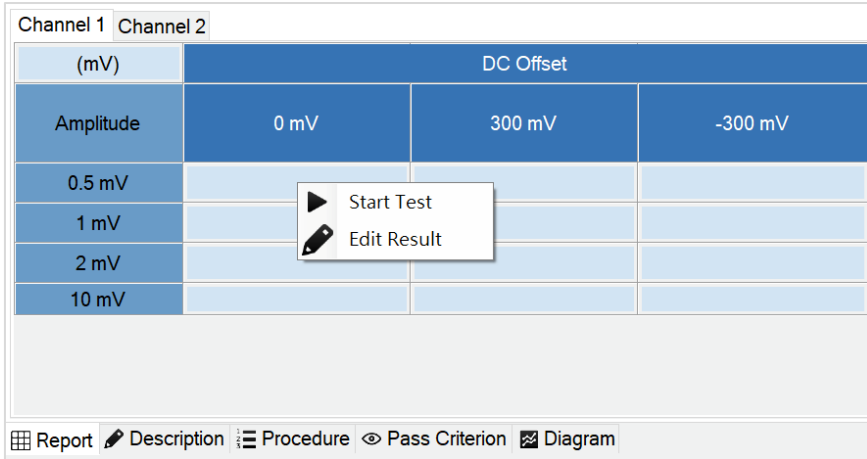 Channel 1 Channel 2
(mV) DC Offset
Amplitude 0 mV 300 mV -300 mV
0.5 mV
Start Test
1 mV
Edit Result
2 mV
10 mV
Report Description Procedure Pass Criterion Diagram